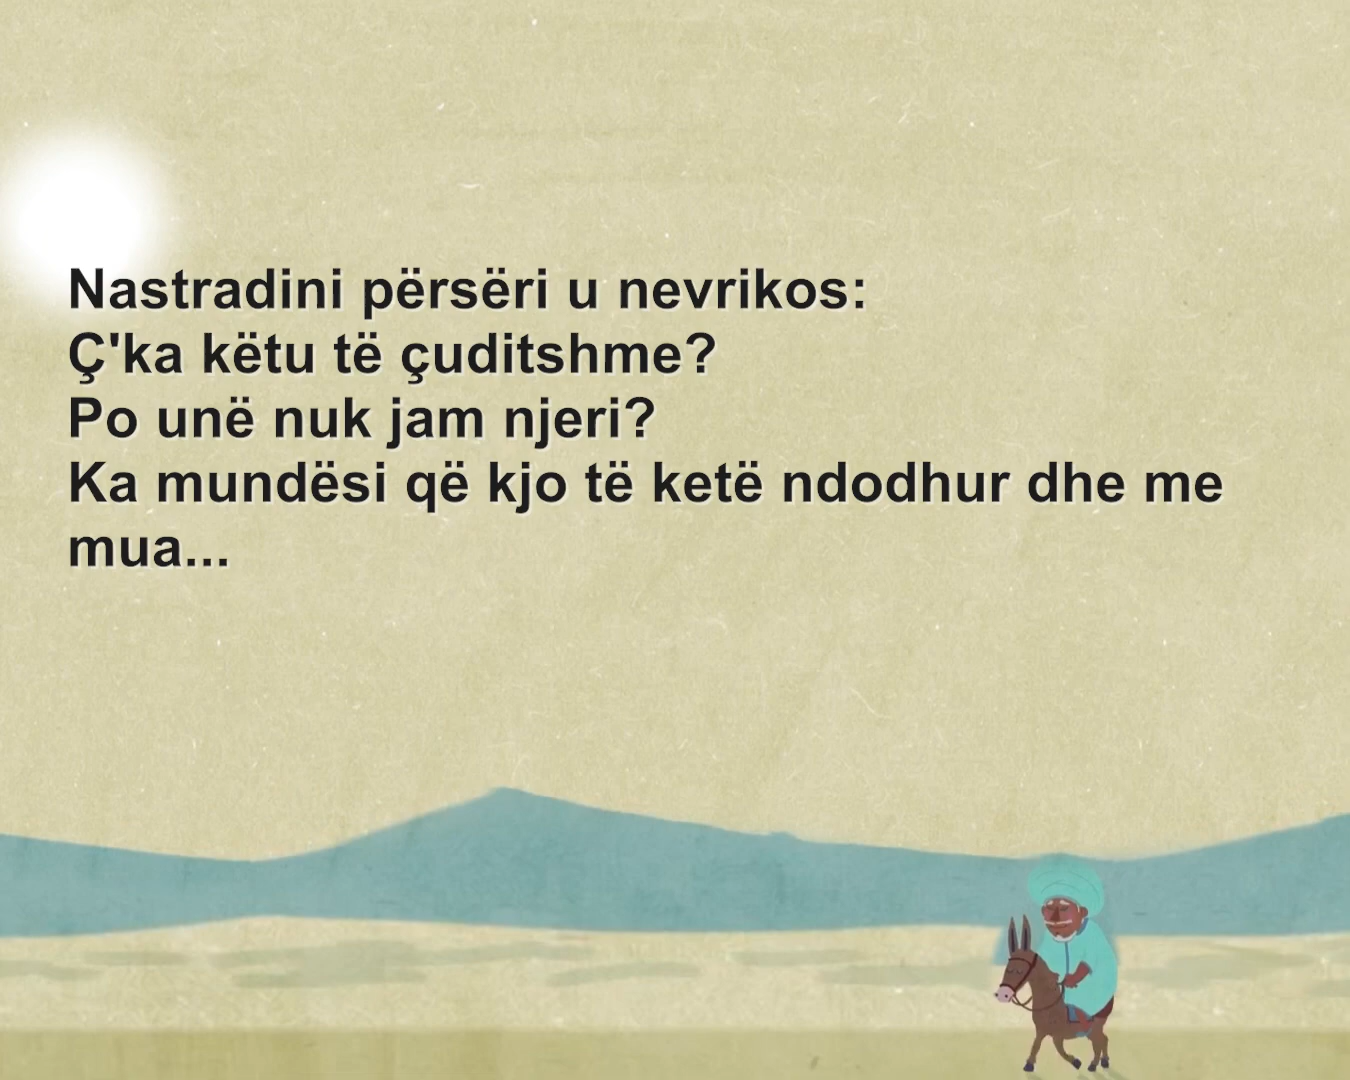 Nastradini përsëri u nevrikos:
Ç'ka këtu të çuditshme?
Po unë nuk jam njeri?
Ka mundësi që kjo të ketë ndodhur dhe me
mua...